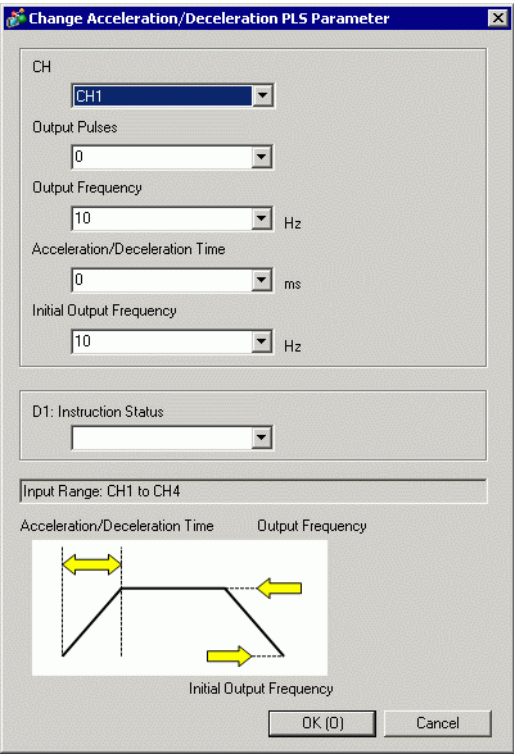 Change Acceleration/Deceleration PLS Parameter
CH
CH1
Output Pulses
0
Output Frequency
10
Hz
Acceleration/Deceleration Time
0
ms
Initial Output Frequency
10
Hz
D1: Instruction Status
Input Range: CH1 to CH4
Acceleration/Deceleration Time
Output Frequency
Initial Output Frequency
OK (O)
Cancel